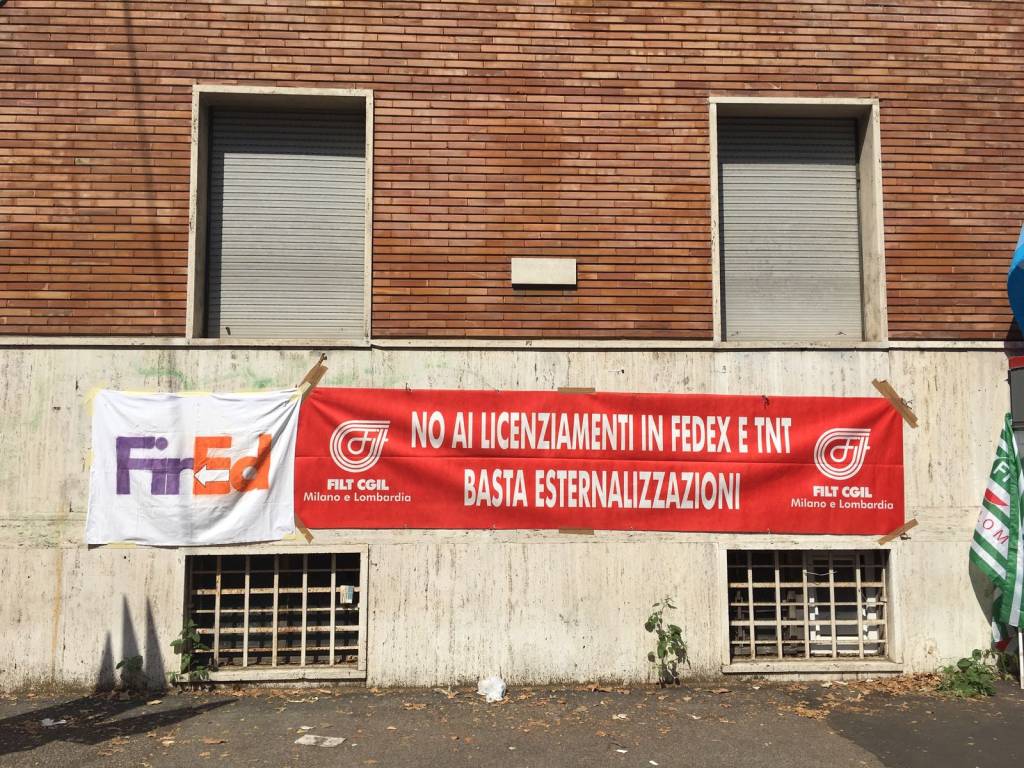 FirEd
NO AI LICENZIAMENTI IN FEDEX E TNT
BASTA ESTERNALIZZAZIONI
FILT CGIL
Milano e Lombardia
FILT CGIL
Milano e Lombardia